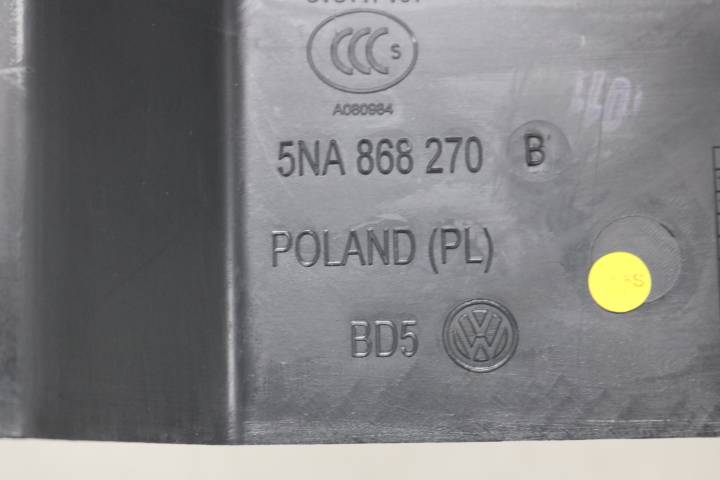 CCC S
A080984
5NA 868 270 B
POLAND (PL)
BD5